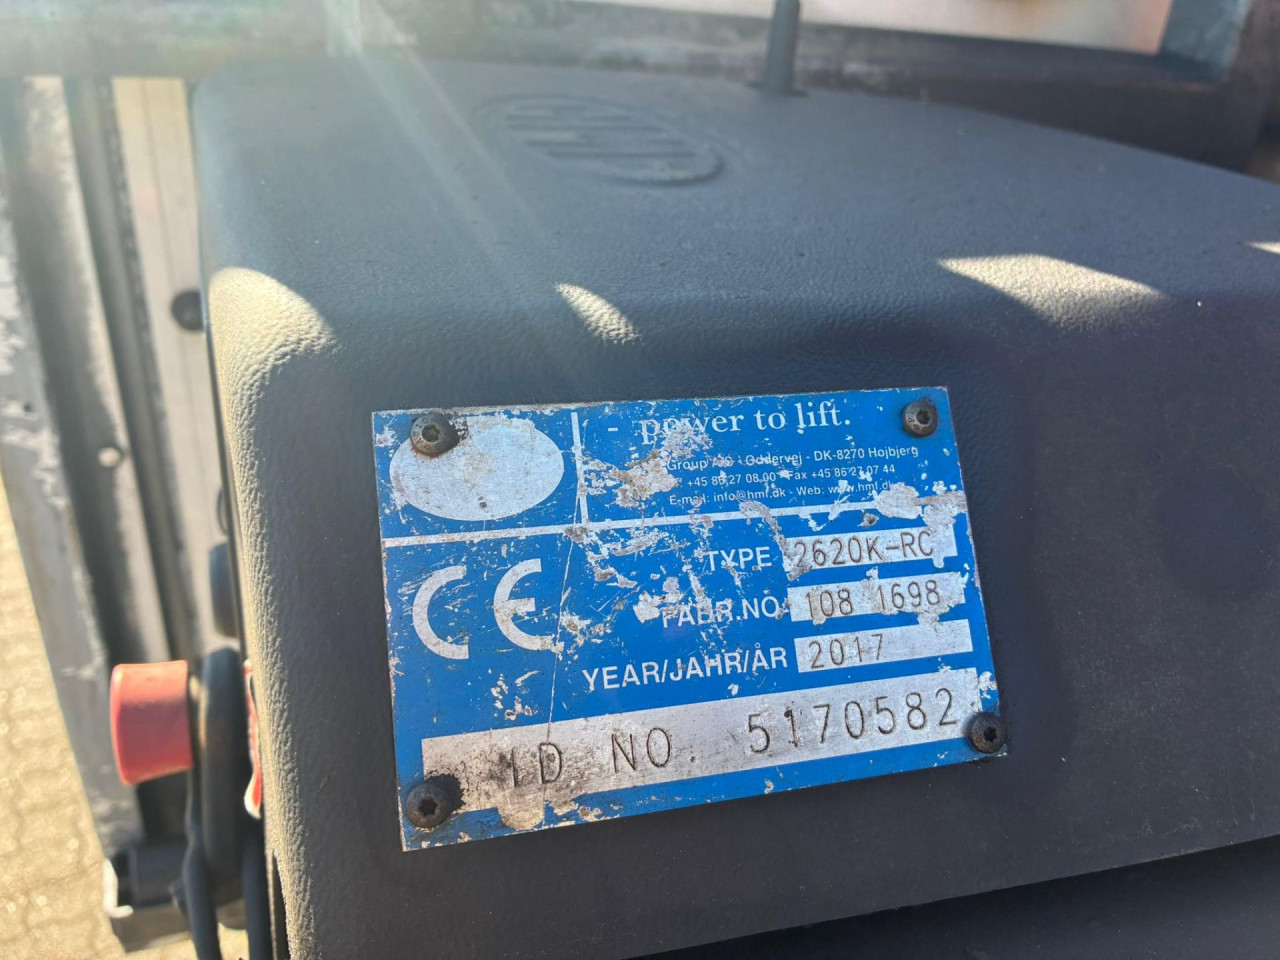 - power to lift.
Group A/S - Oddervej - DK-8270 Hojbjerg
+45 86 27 08 00 - Fax +45 86 27 07 44
E-mail: info@hmf.dk - Web: www.hmf.dk
CE
TYPE 2620K-RC
FABR.NO 108 1698
YEAR/JAHR/ÅR 2017
ID NO. 5170582